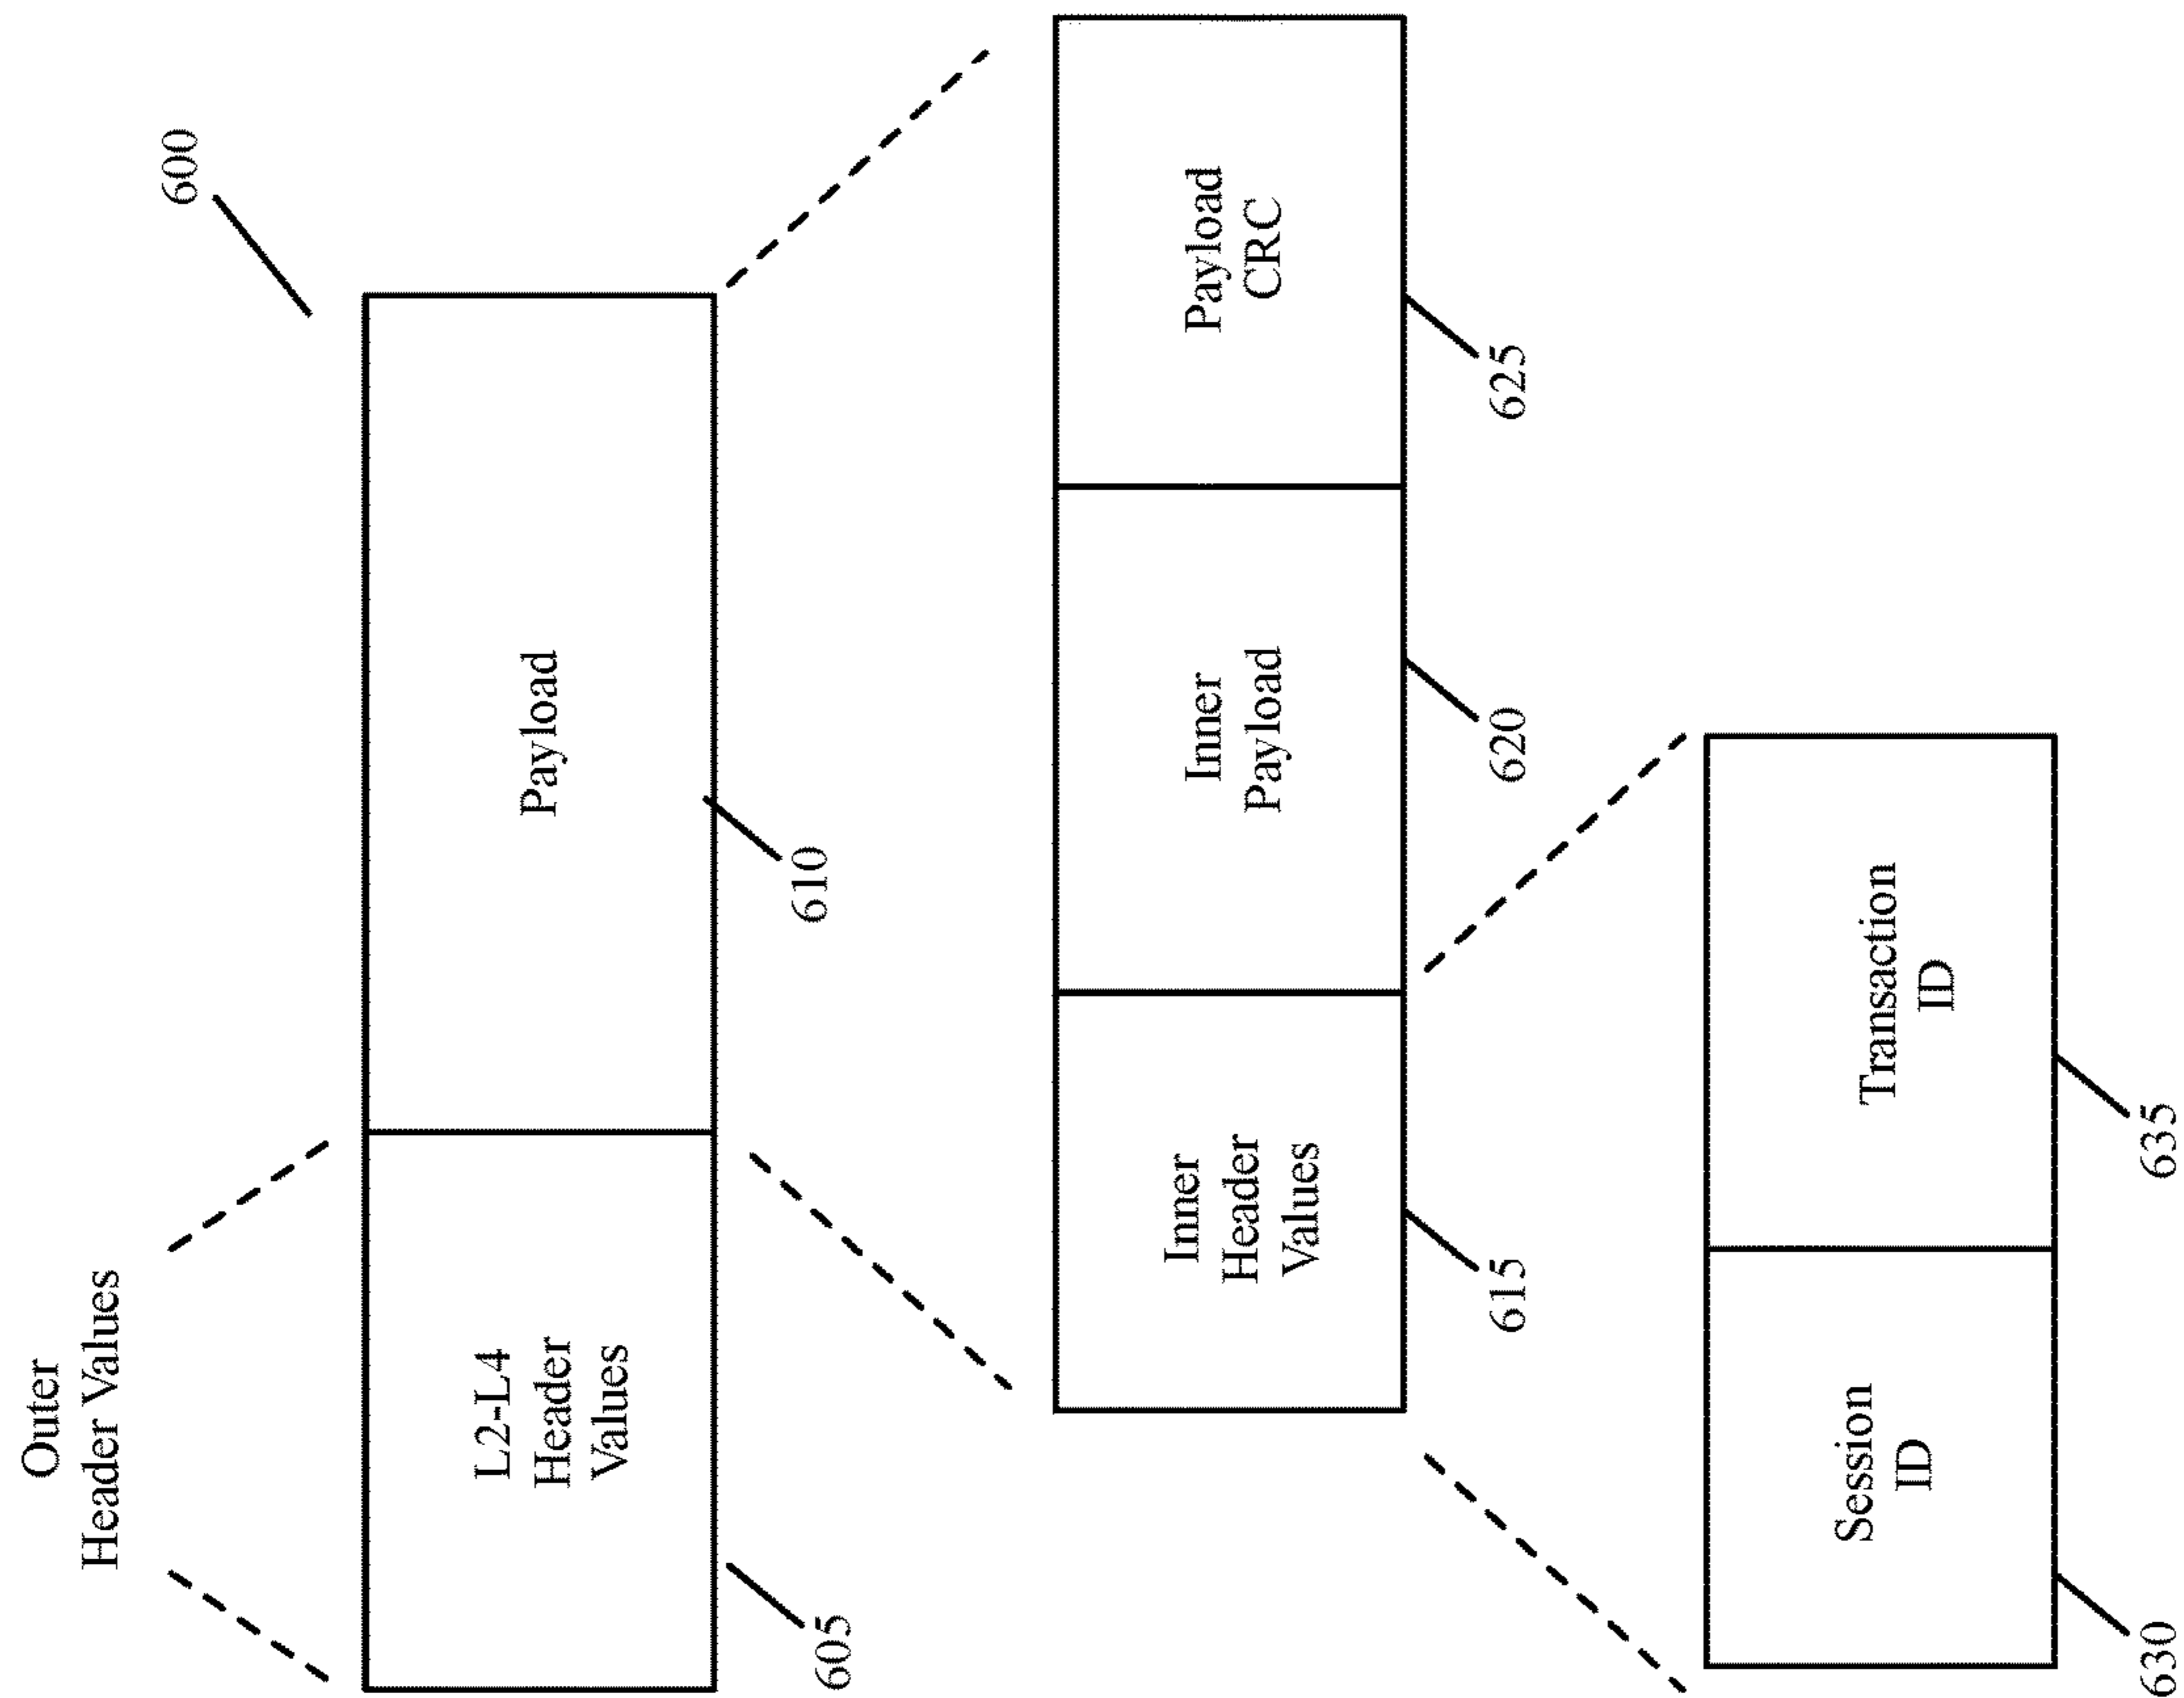 600
Outer
Header Values
L2-L4
Header
Values
Payload
605
610
Inner
Header
Values
Inner
Payload
Payload
CRC
615
620
625
Session
ID
Transaction
ID
630
635